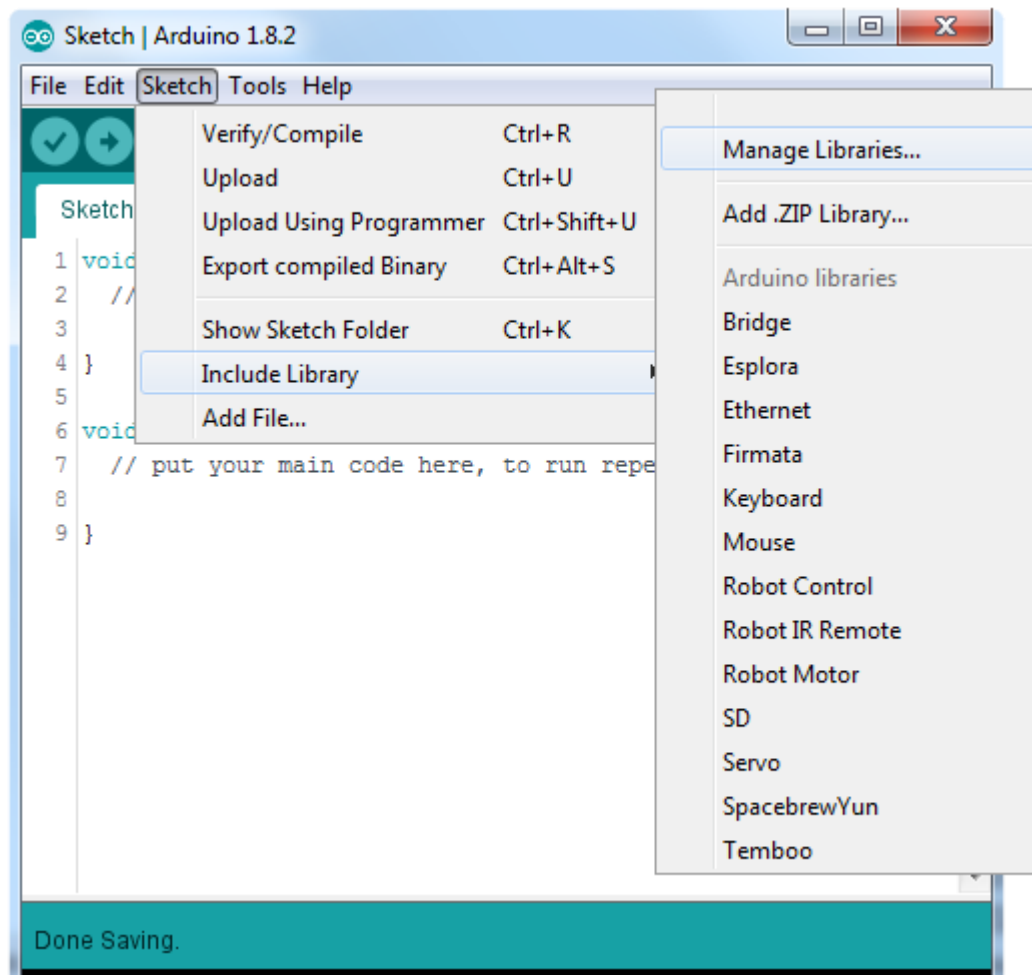 Sketch | Arduino 1.8.2
File Edit Sketch Tools Help
Verify/Compile Ctrl+R
Upload Ctrl+U
Upload Using Programmer Ctrl+Shift+U
Export compiled Binary Ctrl+Alt+S
Show Sketch Folder Ctrl+K
Include Library
Add File...
Manage Libraries...
Add .ZIP Library...
Arduino libraries
Bridge
Esplora
Ethernet
Firmata
Keyboard
Mouse
Robot Control
Robot IR Remote
Robot Motor
SD
Servo
SpacebrewYun
Temboo
Sketch
1 void
2 //
3
4 }
5
6 void
7 // put your main code here, to run repe
8
9 }
Done Saving.